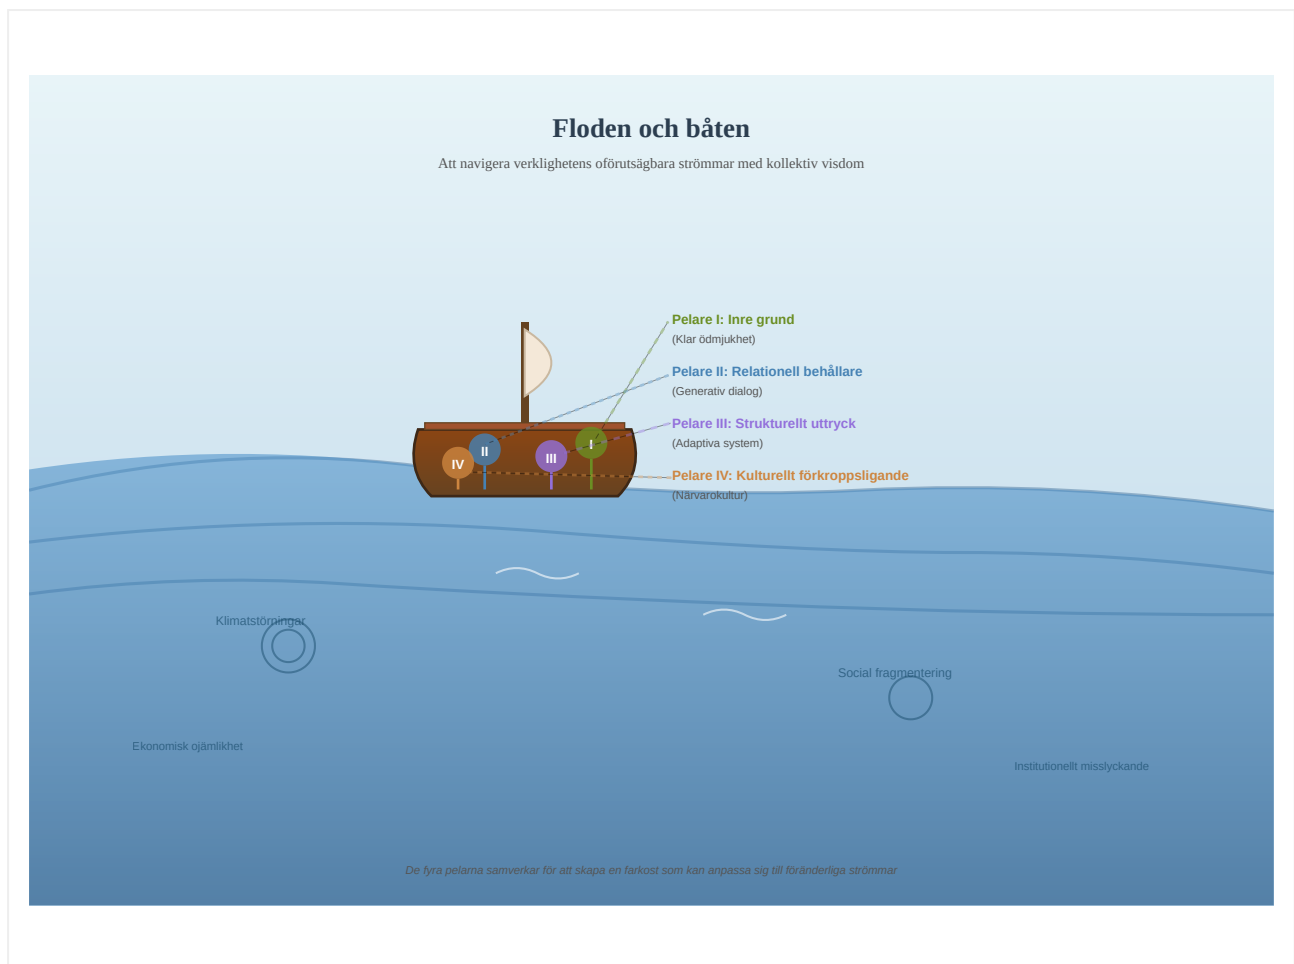 Floden och båten
Att navigera verklighetens oförutsägbara strömmar med kollektiv visdom
Pelare I: Inre grund
(Klar ödmjukhet)
Pelare II: Relationell behållare
(Generativ dialog)
Pelare III: Strukturellt uttryck
(Adaptiva system)
Pelare IV: Kulturellt förkroppsligande
(Närvarokultur)
I
II
III
IV
Klimatstörningar
Social fragmentering
Ekonomisk ojämlikhet
Institutionellt misslyckande
De fyra pelarna samverkar för att skapa en farkost som kan anpassa sig till föränderliga strömmar